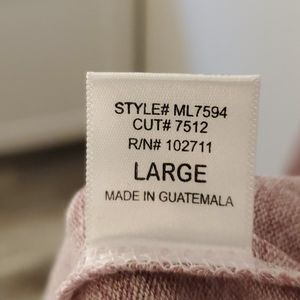 STYLE# ML7594
CUT# 7512
R/N# 102711
LARGE
MADE IN GUATEMALA